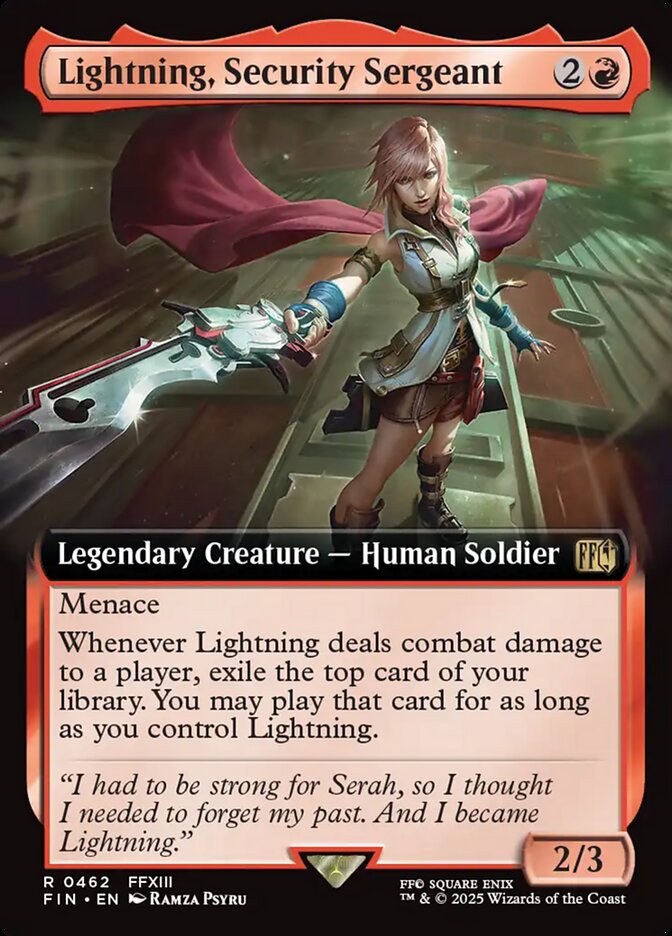 Lightning, Security Sergeant 2
Legendary Creature — Human Soldier FF
Menace
Whenever Lightning deals combat damage
to a player, exile the top card of your
library. You may play that card for as long
as you control Lightning.
“I had to be strong for Serah, so I thought
I needed to forget my past. And I became
Lightning.”
2/3
R 0462 FFXIII
FIN • EN Ramza Psyru
FF© SQUARE ENIX
™ & © 2025 Wizards of the Coast